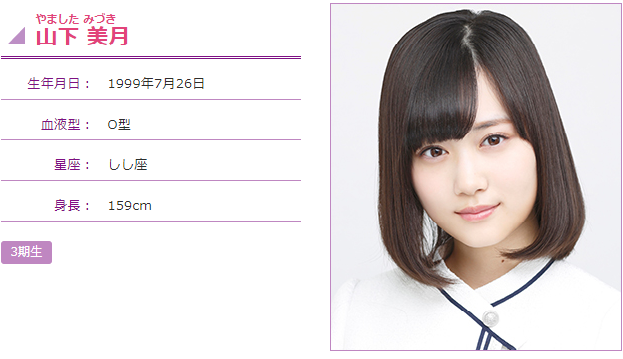 やました みづき
山下 美月
生年月日： 1999年7月26日
血液型： O型
星座： しし座
身長： 159cm
3期生